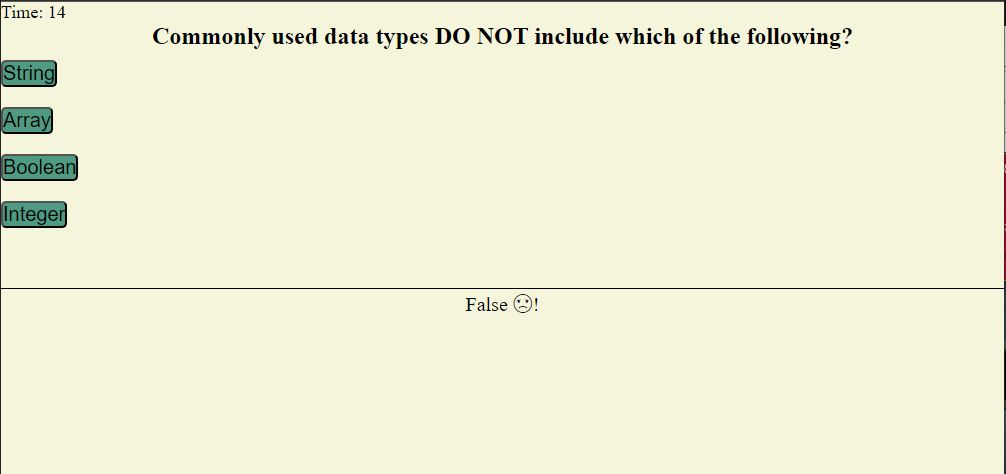 Time: 14
Commonly used data types DO NOT include which of the following?
String
Array
Boolean
Integer
False ☹!